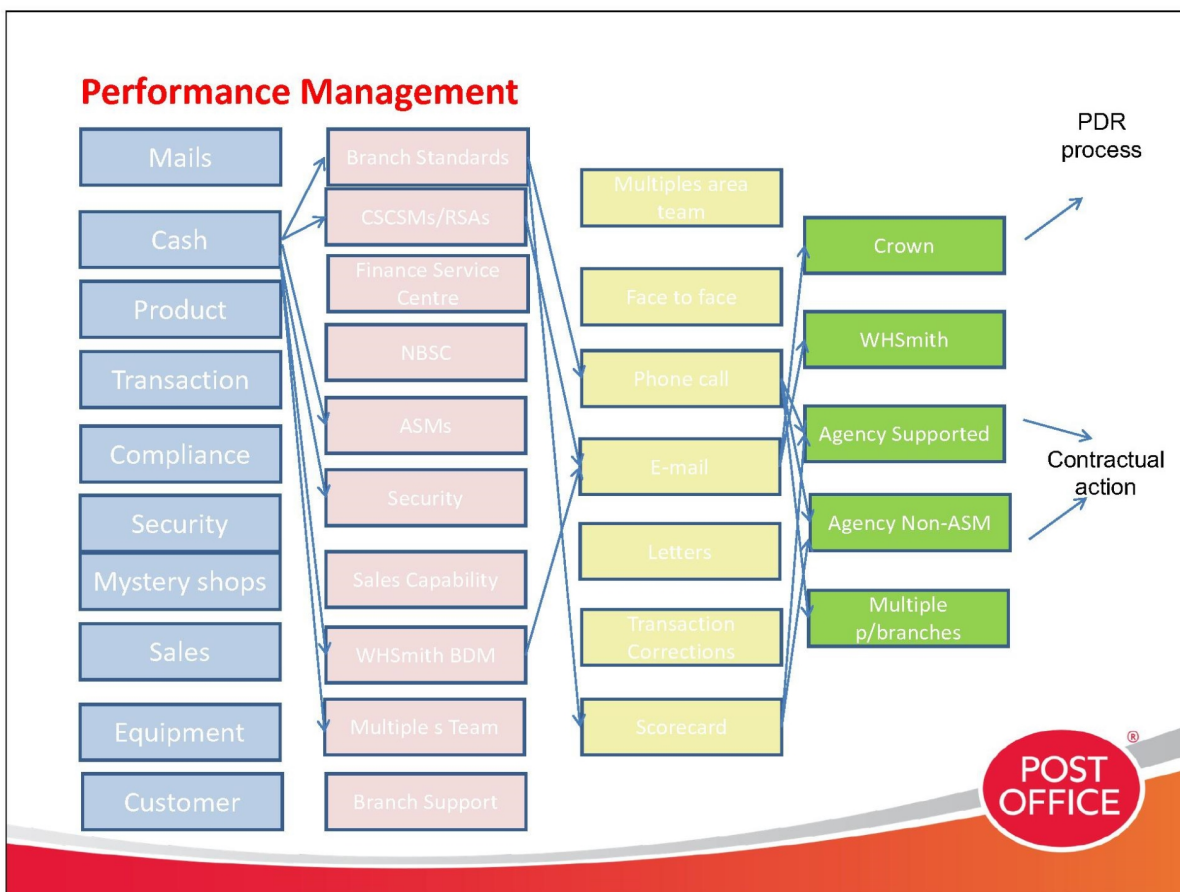 Performance Management
Mails
Cash
Product
Transaction
Compliance
Security
Mystery shops
Sales
Equipment
Customer
Branch Standards
CSCSMs/RSAs
Finance Service
Centre
NBSC
ASMs
Security
Sales Capability
WHSmith BDM
Multiple s Team
Branch Support
Multiples area
team
Face to face
Phone call
E-mail
Letters
Transaction
Corrections
Scorecard
Crown
WHSmith
Agency Supported
Agency Non-ASM
Multiple
p/branches
PDR
process
Contractual
action
POST
OFFICE
®